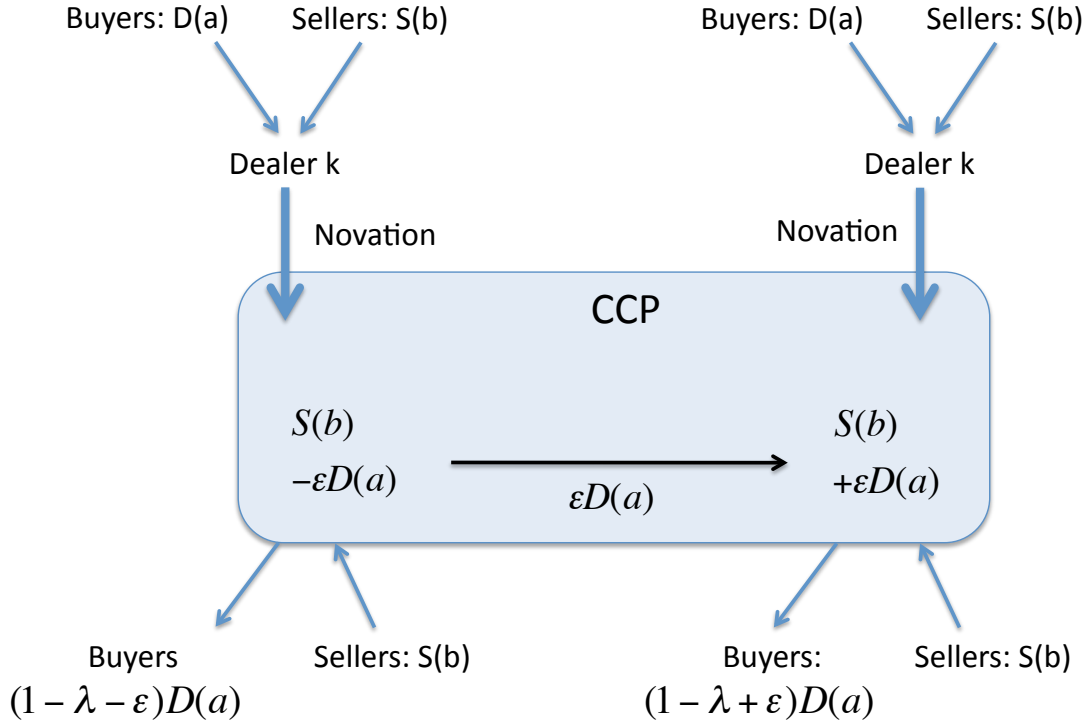 Buyers: D(a) Sellers: S(b) Buyers: D(a) Sellers: S(b)
Dealer k Dealer k
Novation Novation
CCP
S(b) S(b)
−εD(a) εD(a) +εD(a)
Buyers Sellers: S(b) Buyers: Sellers: S(b)
(1 − λ − ε)D(a) (1 − λ + ε)D(a)